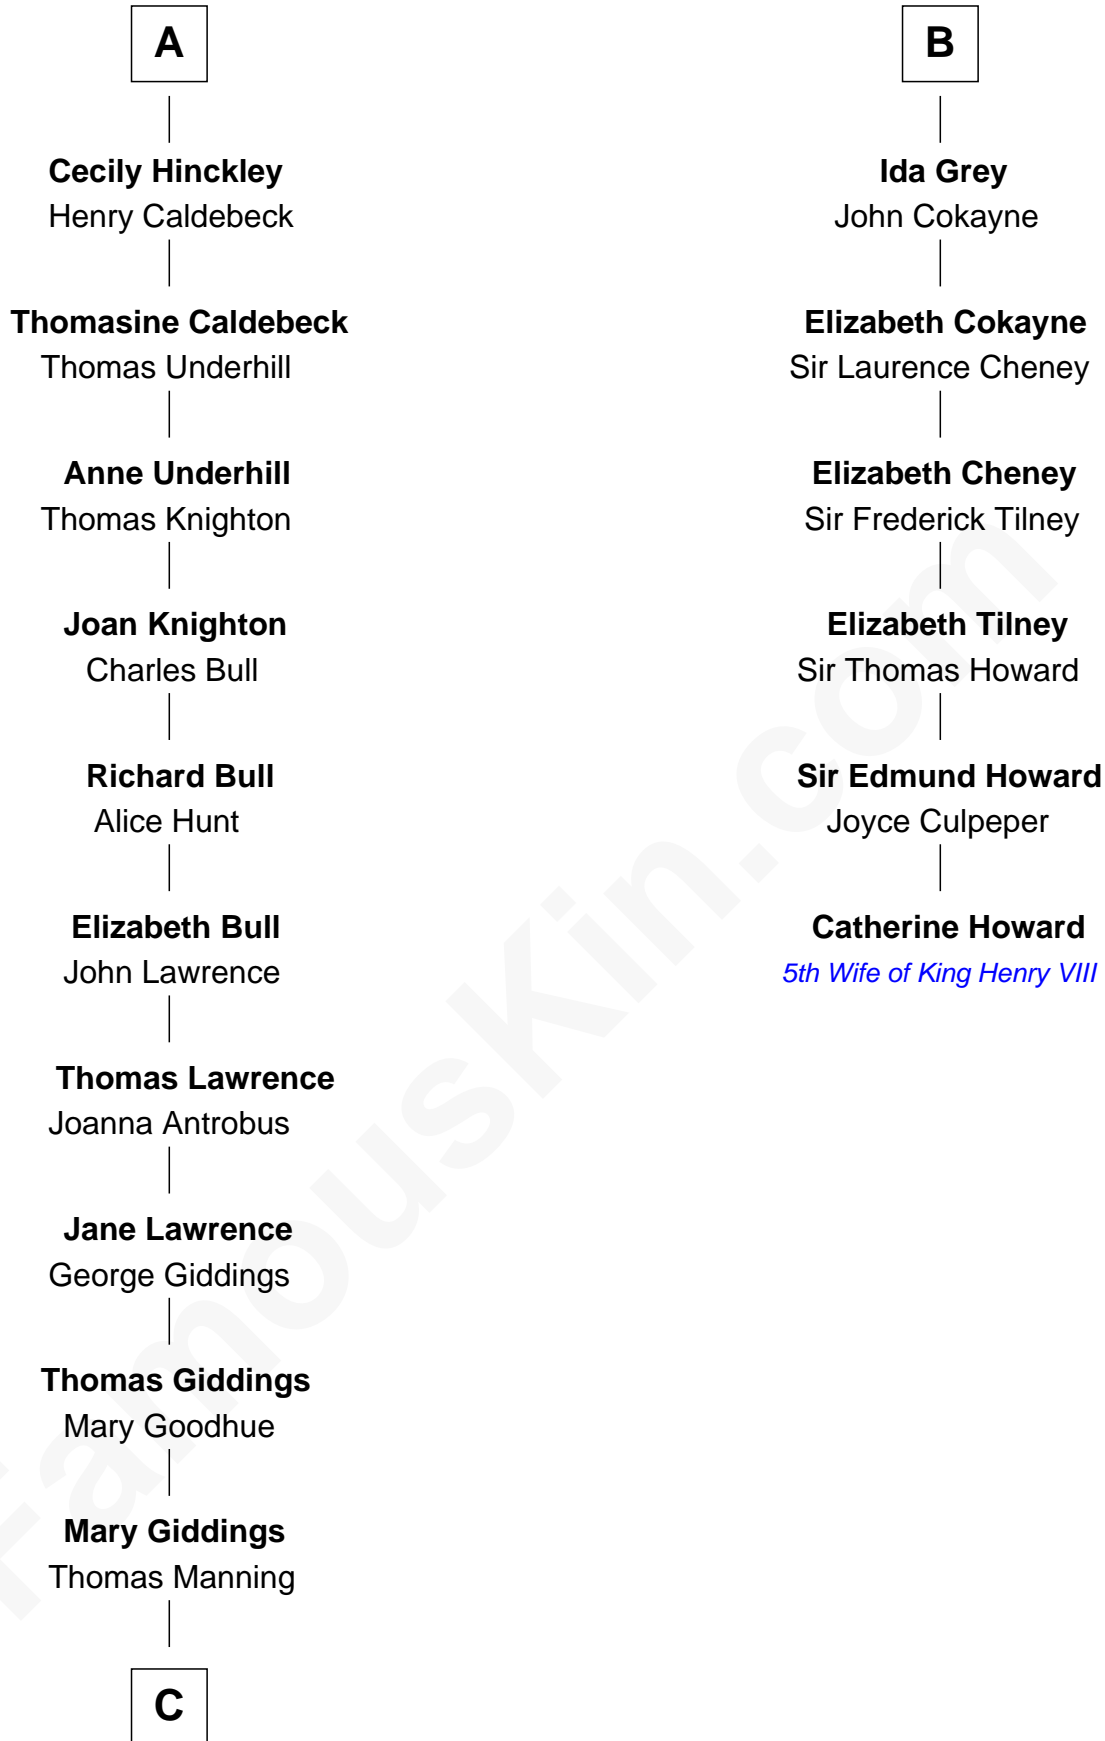 A
Cecily Hinckley
Henry Caldebeck
Thomasine Caldebeck
Thomas Underhill
Anne Underhill
Thomas Knighton
Joan Knighton
Charles Bull
Richard Bull
Alice Hunt
Elizabeth Bull
John Lawrence
Thomas Lawrence
Joanna Antrobus
Jane Lawrence
George Giddings
Thomas Giddings
Mary Goodhue
Mary Giddings
Thomas Manning
C
B
Ida Grey
John Cokayne
Elizabeth Cokayne
Sir Laurence Cheney
Elizabeth Cheney
Sir Frederick Tilney
Elizabeth Tilney
Sir Thomas Howard
Sir Edmund Howard
Joyce Culpeper
Catherine Howard
5th Wife of King Henry VIII
FamousKin.com